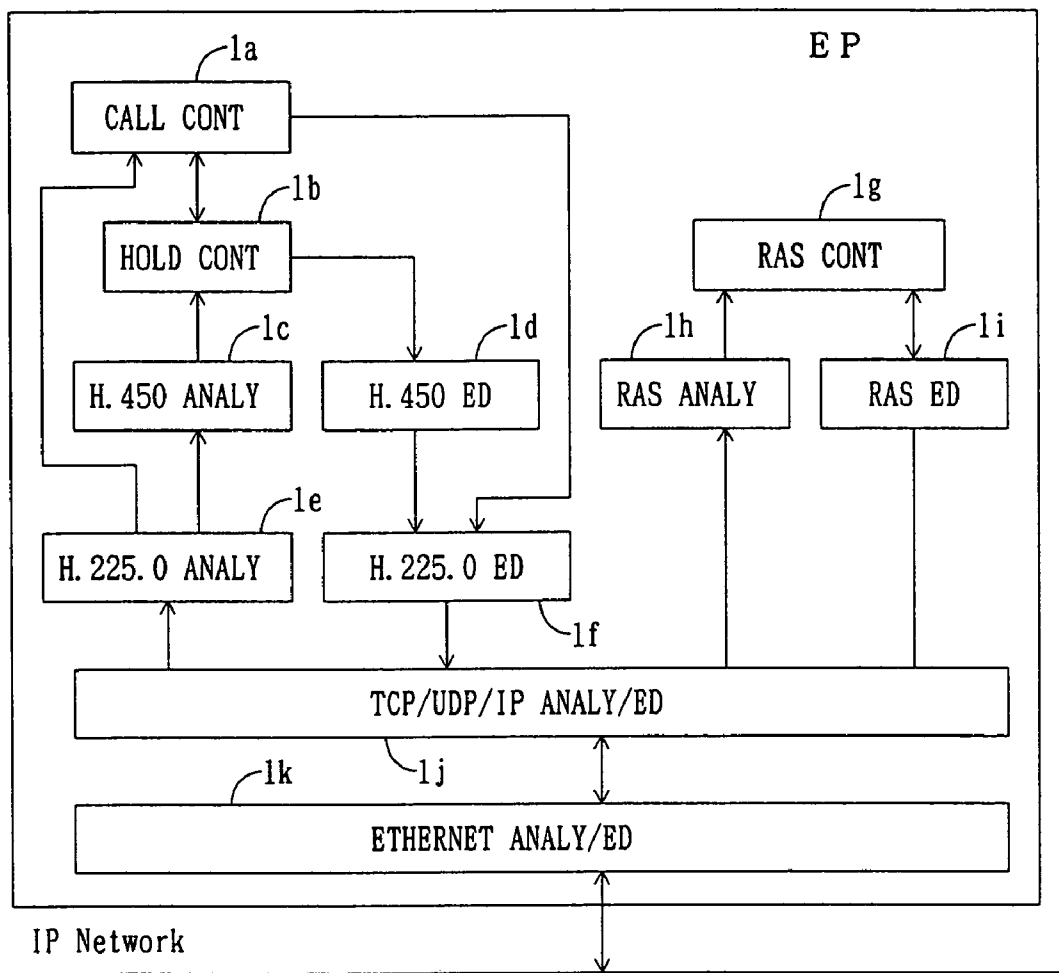 EP
1a
CALL CONT
1b
HOLD CONT
1g
RAS CONT
1c
H.450 ANALY
1d
H.450 ED
1h
RAS ANALY
1i
RAS ED
1e
H.225.0 ANALY
H.225.0 ED
1f
TCP/UDP/IP ANALY/ED
1j
1k
ETHERNET ANALY/ED
IP Network